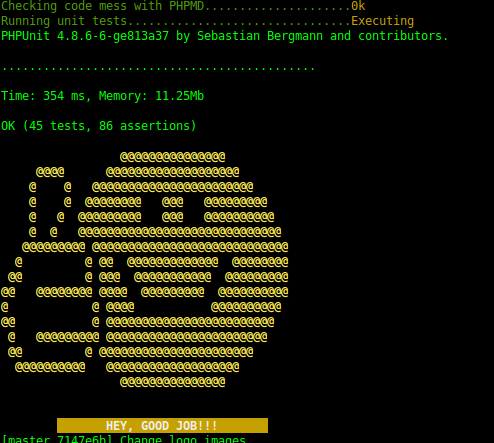 Checking code mess with PHPMD.....................Ok
Running unit tests................................Executing
PHPUnit 4.8.6-6-ge813a37 by Sebastian Bergmann and contributors.
.............................................
Time: 354 ms, Memory: 11.25Mb
OK (45 tests, 86 assertions)
                 @@@@@@@@@@@@@@@
     @@@@      @@@@@@@@@@@@@@@@@@@
    @    @   @@@@@@@@@@@@@@@@@@@@@@@
    @    @  @@@@@@@@   @@@   @@@@@@@@@
    @   @  @@@@@@@@@   @@@   @@@@@@@@@@
    @  @   @@@@@@@@@@@@@@@@@@@@@@@@@@@@@
   @@@@@@@@@ @@@@@@@@@@@@@@@@@@@@@@@@@@@@
  @         @ @@  @@@@@@@@@@@@@  @@@@@@@@
 @@         @ @@@  @@@@@@@@@@@  @@@@@@@@@
@@   @@@@@@@@ @@@@  @@@@@@@@@  @@@@@@@@@@
@            @ @@@@           @@@@@@@@@@
@@           @ @@@@@@@@@@@@@@@@@@@@@@@@
 @   @@@@@@@@@ @@@@@@@@@@@@@@@@@@@@@@@
 @@         @ @@@@@@@@@@@@@@@@@@@@@@
  @@@@@@@@@@   @@@@@@@@@@@@@@@@@@@
                 @@@@@@@@@@@@@@@
HEY, GOOD JOB!!!
[master 7147e6b] Change logo images